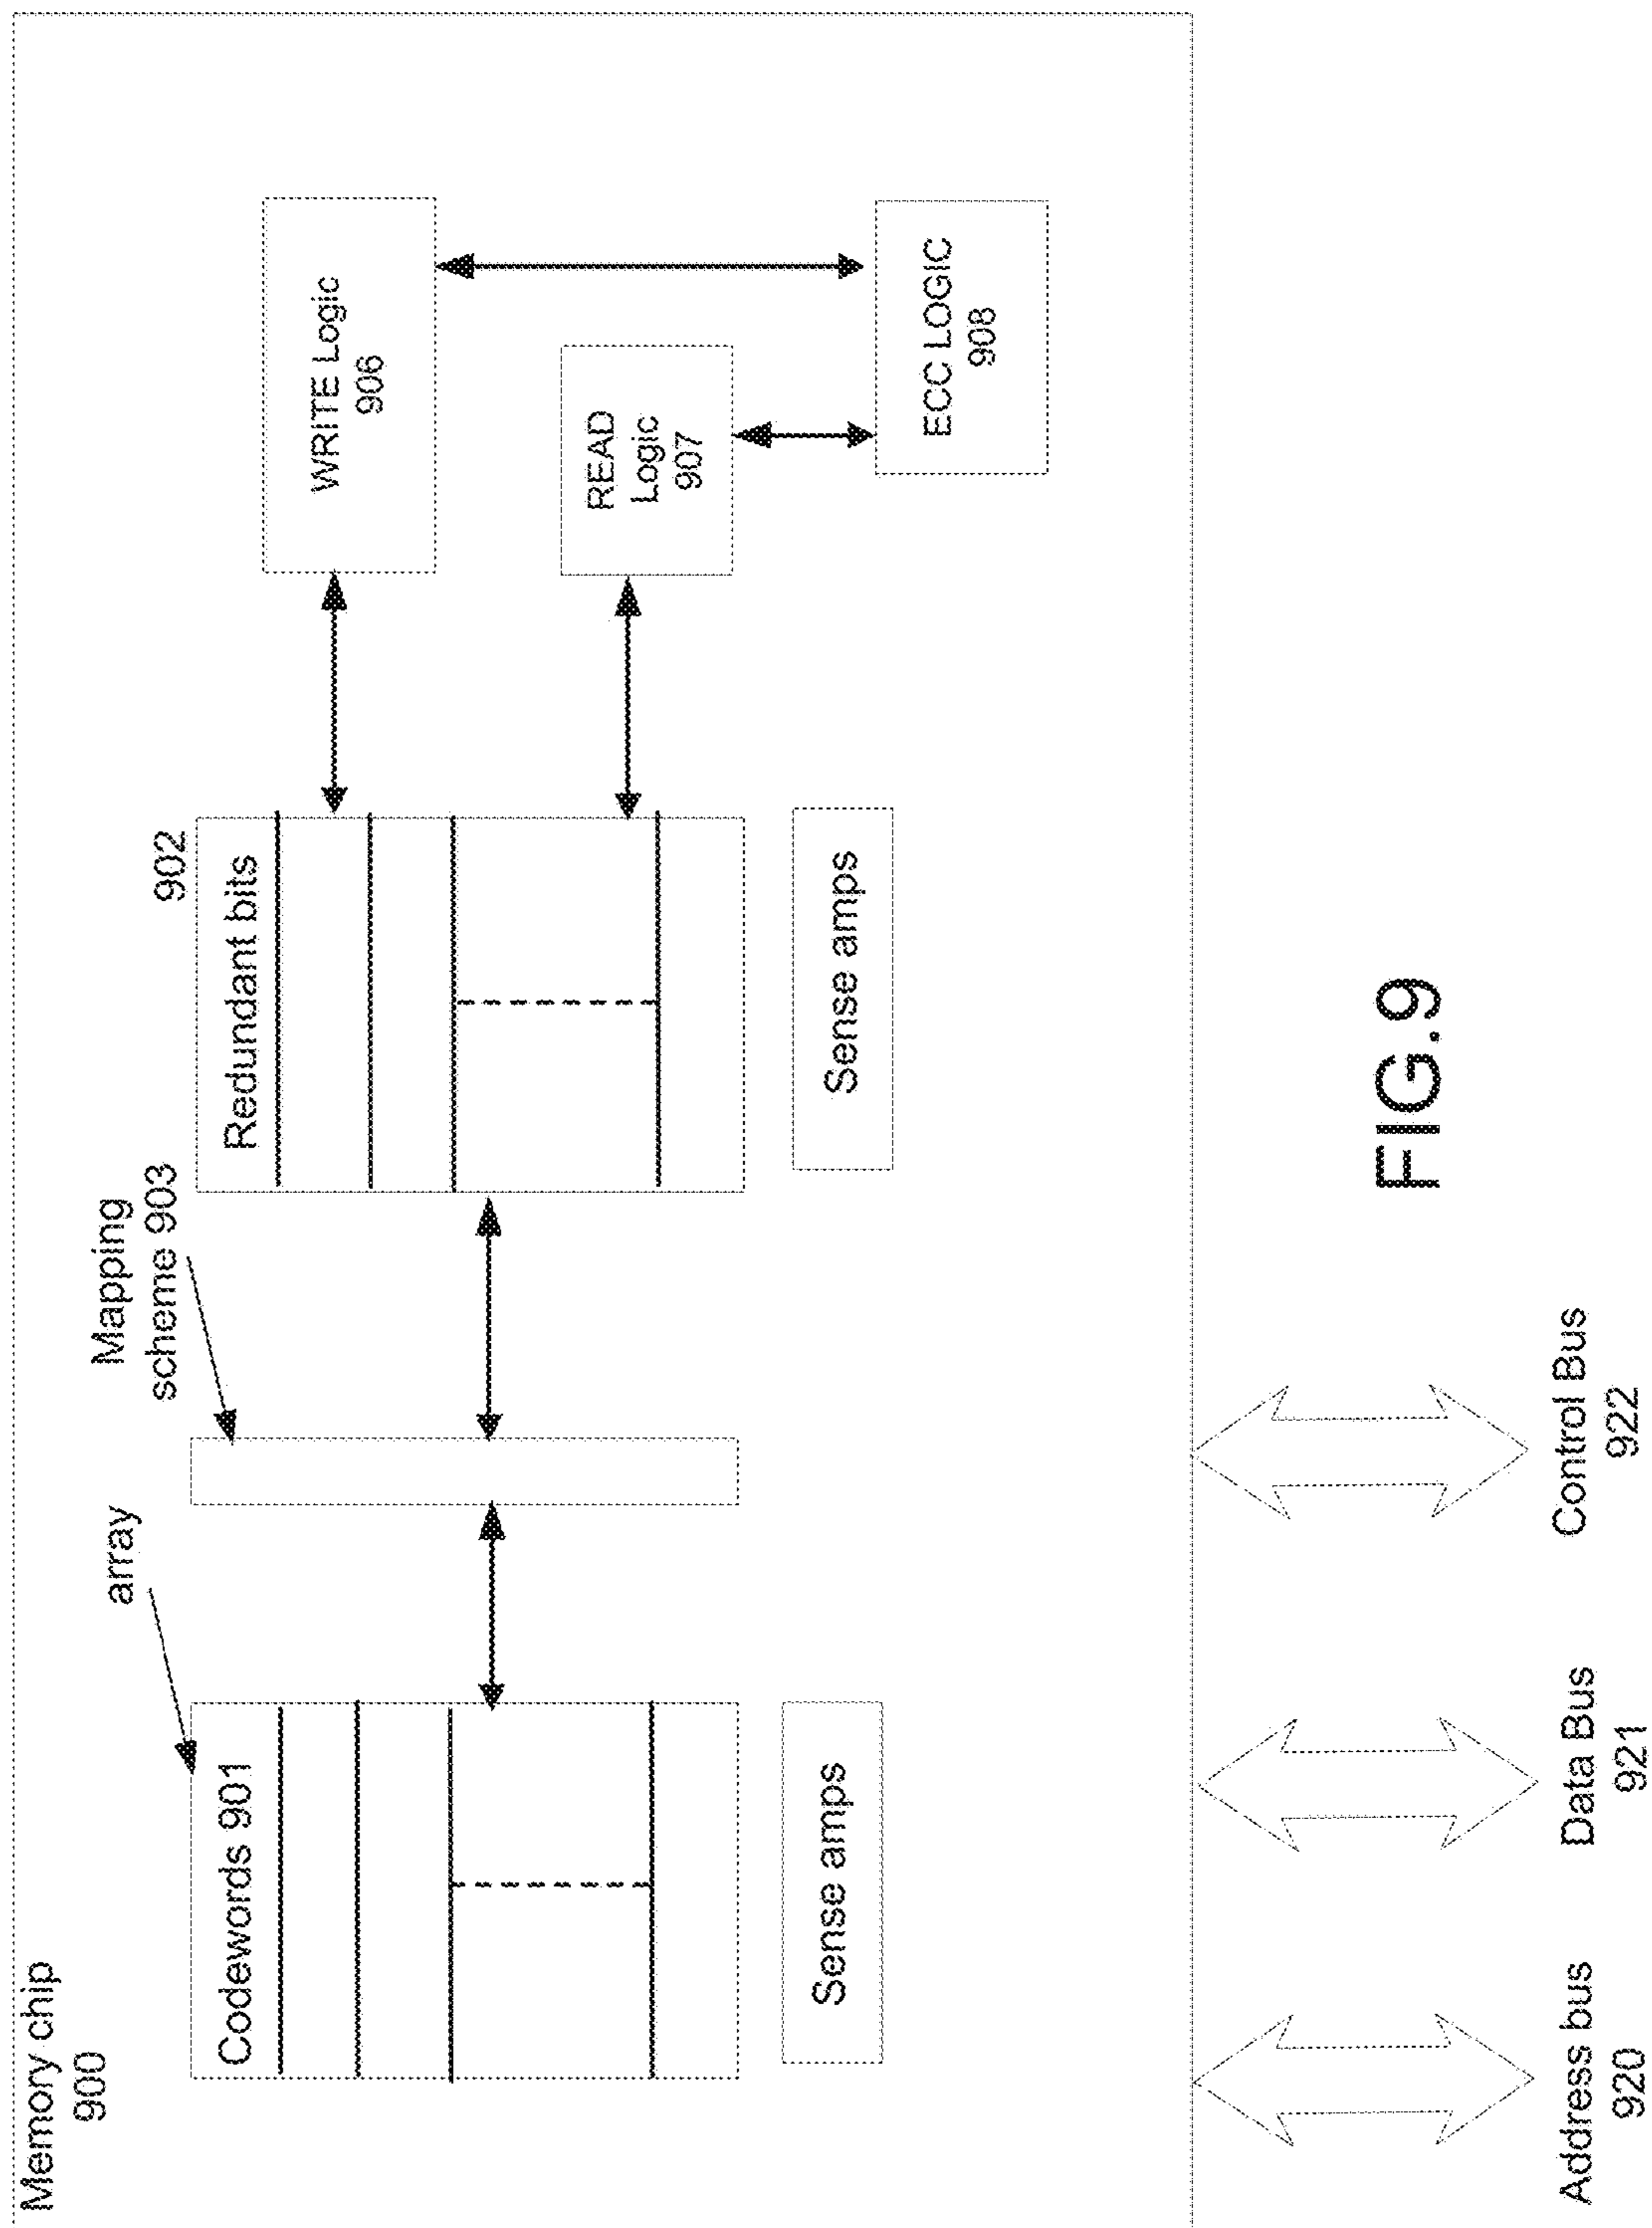 Memory chip
900
array
Mapping
scheme 903
902
Codewords 901
Redundant bits
WRITE Logic
906
READ
Logic
907
ECC LOGIC
908
Sense amps
Sense amps
Address bus
920
Data Bus
921
Control Bus
922
FIG.9